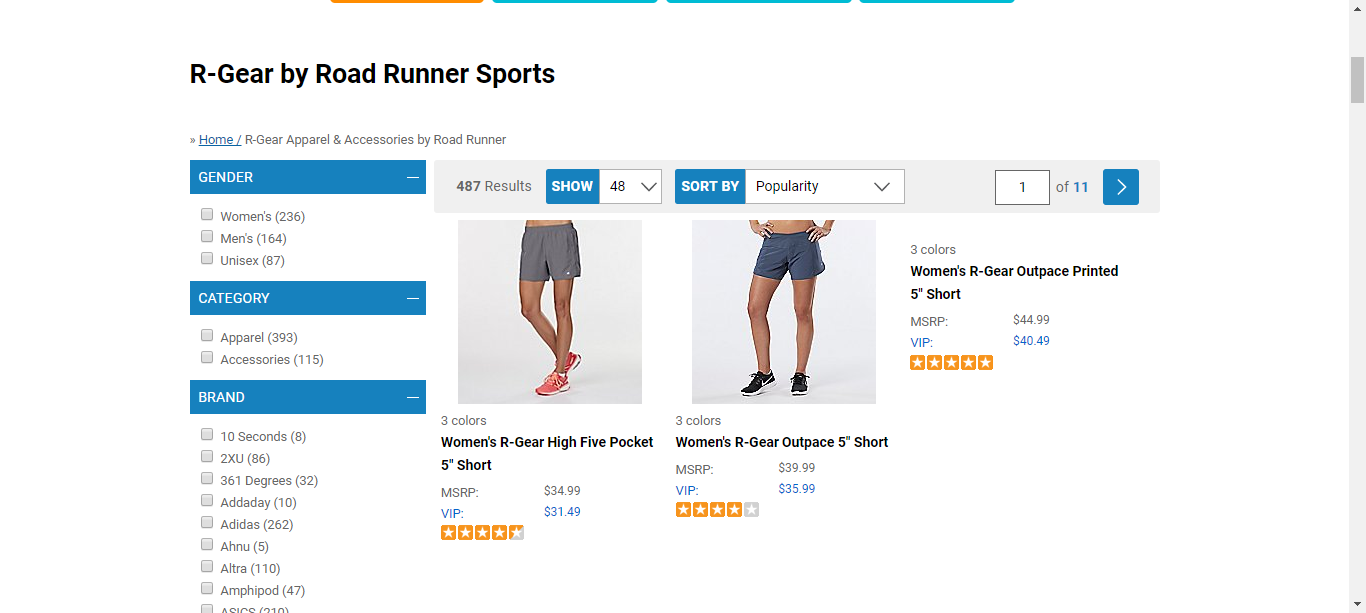 R-Gear by Road Runner Sports
» Home / R-Gear Apparel & Accessories by Road Runner
GENDER
Women's (236)
Men's (164)
Unisex (87)
CATEGORY
Apparel (393)
Accessories (115)
BRAND
10 Seconds (8)
2XU (86)
361 Degrees (32)
Addaday (10)
Adidas (262)
Ahnu (5)
Altra (110)
Amphipod (47)
ASICS (210)
487 Results SHOW 48 SORT BY Popularity 1 of 11
3 colors
Women's R-Gear High Five Pocket
5" Short
MSRP: $34.99
VIP: $31.49
3 colors
Women's R-Gear Outpace 5" Short
MSRP: $39.99
VIP: $35.99
3 colors
Women's R-Gear Outpace Printed
5" Short
MSRP: $44.99
VIP: $40.49